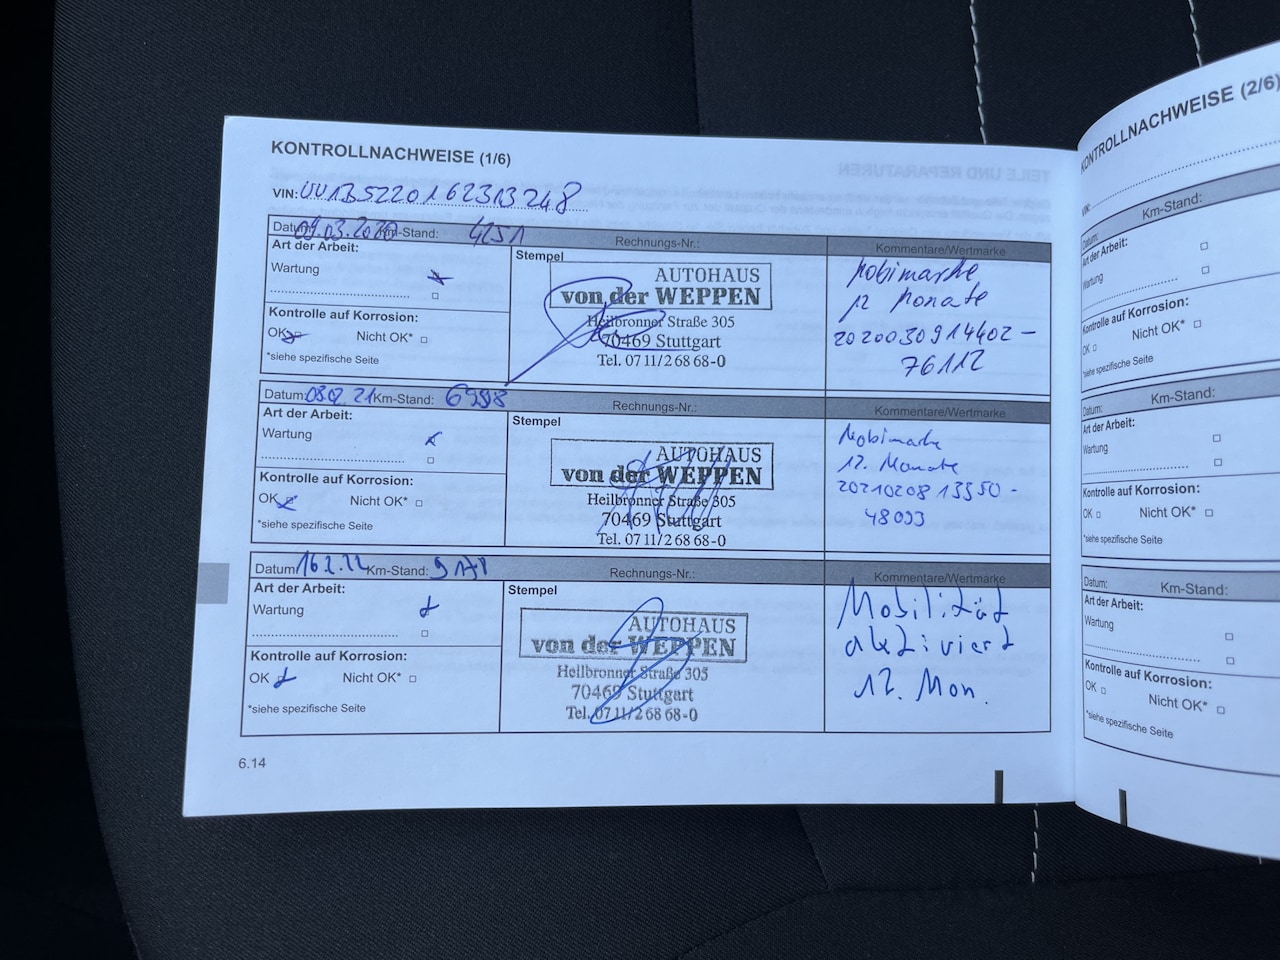 KONTROLLNACHWEISE (1/6)
VIN: UU1B5220162313248
Datum: 09.03.2020 Km-Stand: 4251 Rechnungs-Nr.: Kommentare/Wertmarke
Art der Arbeit:
Wartung
Kontrolle auf Korrosion:
OK Nicht OK*
*siehe spezifische Seite
Stempel
AUTOHAUS
von der WEPPEN
Heilbronner Straße 305
70469 Stuttgart
Tel. 07 11/2 68 68-0
Mobimarke
12 Monate
2020030914402-
76112
Datum: 08.02.21 Km-Stand: 6998 Rechnungs-Nr.: Kommentare/Wertmarke
Art der Arbeit:
Wartung
Kontrolle auf Korrosion:
OK Nicht OK*
*siehe spezifische Seite
Stempel
AUTOHAUS
von der WEPPEN
Heilbronner Straße 305
70469 Stuttgart
Tel. 07 11/2 68 68-0
Mobimarke
12. Monate
2021020813550-
48093
Datum: 16.2.22 Km-Stand: Rechnungs-Nr.: Kommentare/Wertmarke
Art der Arbeit:
Wartung
Kontrolle auf Korrosion:
OK Nicht OK*
*siehe spezifische Seite
Stempel
AUTOHAUS
von der WEPPEN
Heilbronner Straße 305
70469 Stuttgart
Tel. 07 11/2 68 68-0
Mobilität
aktiviert
12. Mon.
6.14
TEILE UND REPARATUREN
KONTROLLNACHWEISE (2/6)
VIN:
Datum: Km-Stand:
Art der Arbeit:
Wartung
Kontrolle auf Korrosion:
OK Nicht OK*
*siehe spezifische Seite
Datum: Km-Stand:
Art der Arbeit:
Wartung
Kontrolle auf Korrosion:
OK Nicht OK*
*siehe spezifische Seite
Datum: Km-Stand:
Art der Arbeit:
Wartung
Kontrolle auf Korrosion:
OK Nicht OK*
*siehe spezifische Seite